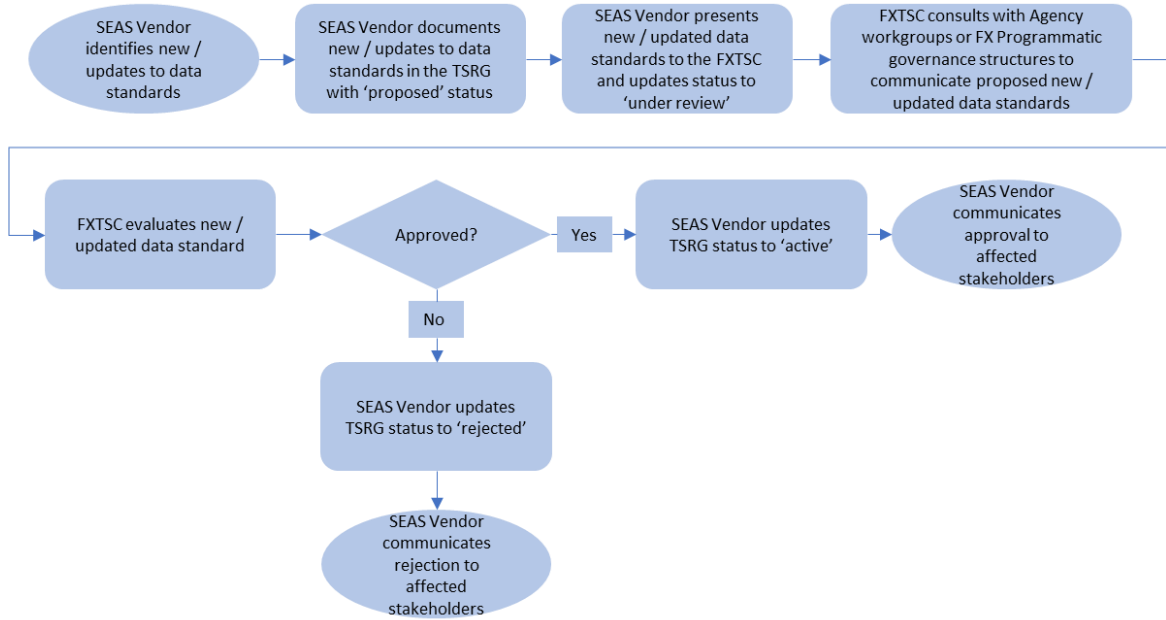 SEAS Vendor
identifies new /
updates to data
standards
SEAS Vendor documents
new / updates to data
standards in the TSRG
with ‘proposed’ status
SEAS Vendor presents
new / updated data
standards to the FXTSC
and updates status to
‘under review’
FXTSC consults with Agency
workgroups or FX Programmatic
governance structures to
communicate proposed new /
updated data standards
FXTSC evaluates new /
updated data standard
Approved?
Yes
SEAS Vendor updates
TSRG status to ‘active’
SEAS Vendor
communicates
approval to
affected
stakeholders
No
SEAS Vendor updates
TSRG status to ‘rejected’
SEAS Vendor
communicates
rejection to
affected
stakeholders